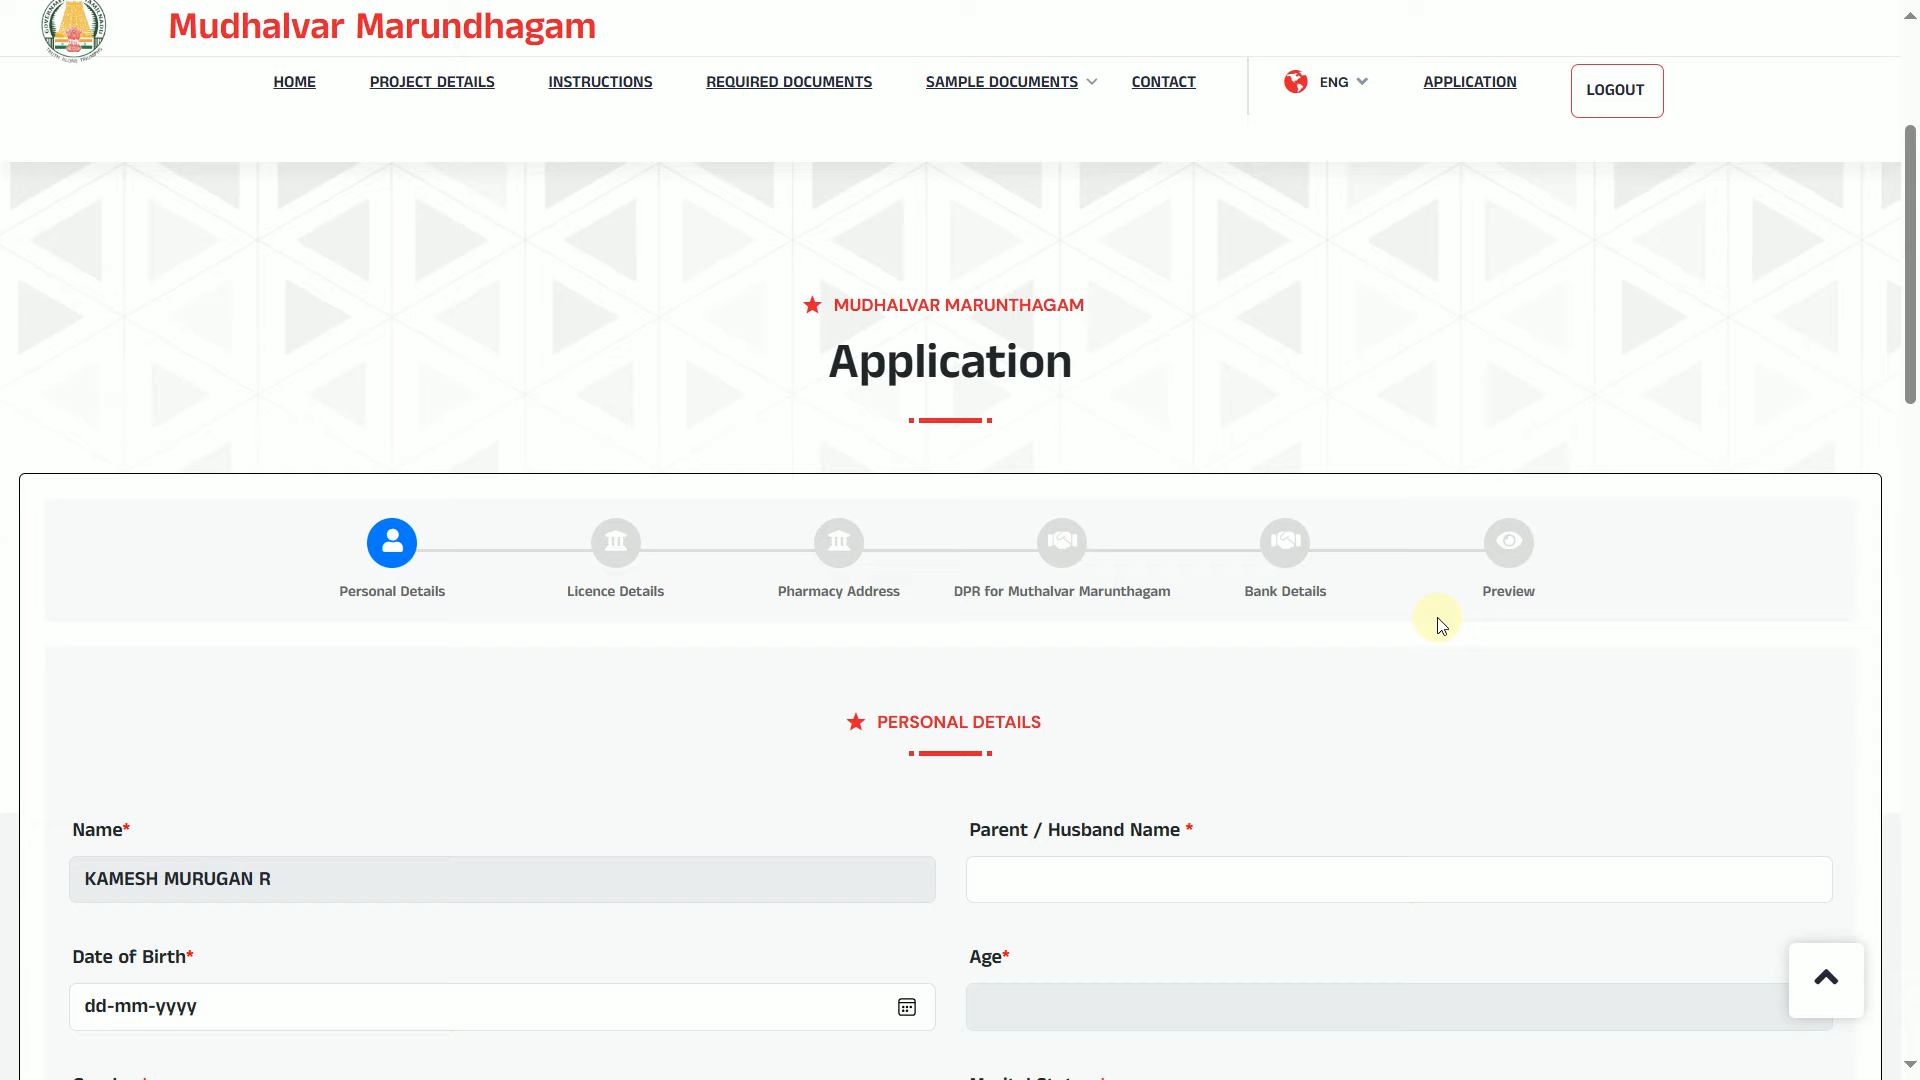 Mudhalvar Marundhagam
HOME PROJECT DETAILS INSTRUCTIONS REQUIRED DOCUMENTS SAMPLE DOCUMENTS CONTACT ENG APPLICATION LOGOUT
MUDHALVAR MARUNTHAGAM
Application
Personal Details Licence Details Pharmacy Address DPR for Muthalvar Marunthagam Bank Details Preview
PERSONAL DETAILS
Name* Parent / Husband Name *
KAMESH MURUGAN R
Date of Birth* Age*
dd-mm-yyyy